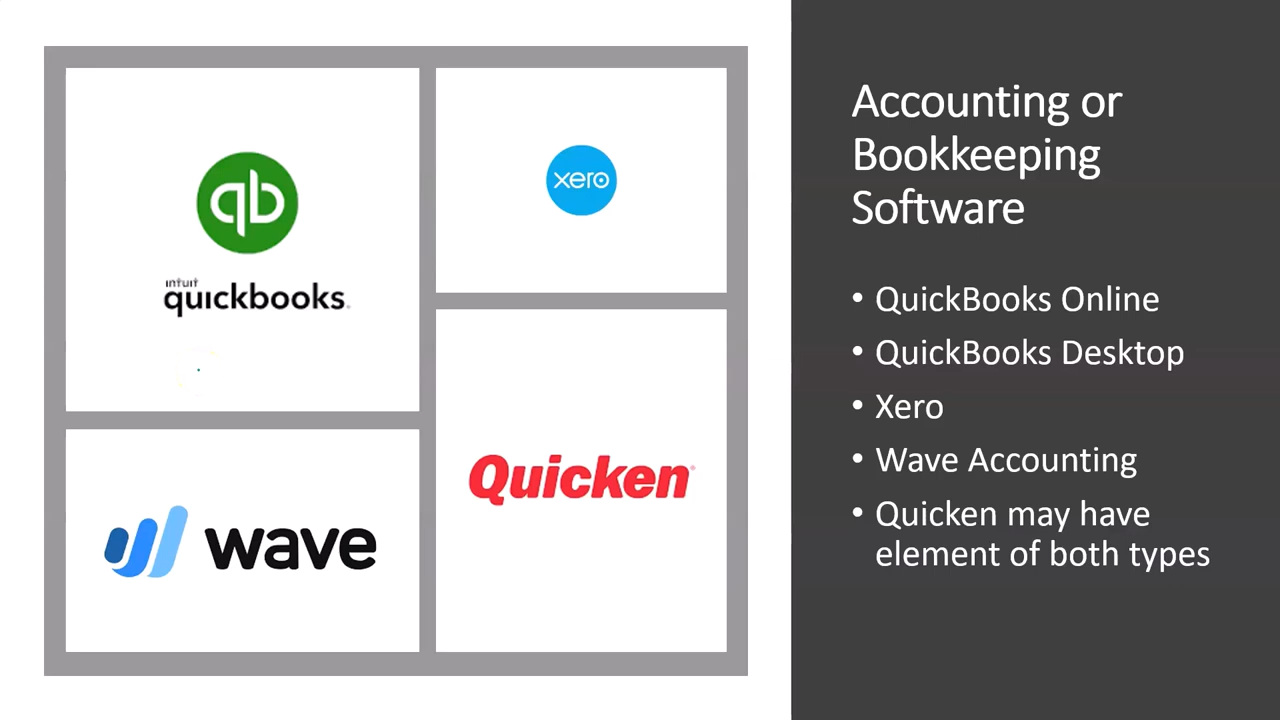 qb
intuit
quickbooks.
xero
wave
Quicken
Accounting or
Bookkeeping
Software
• QuickBooks Online
• QuickBooks Desktop
• Xero
• Wave Accounting
• Quicken may have
element of both types